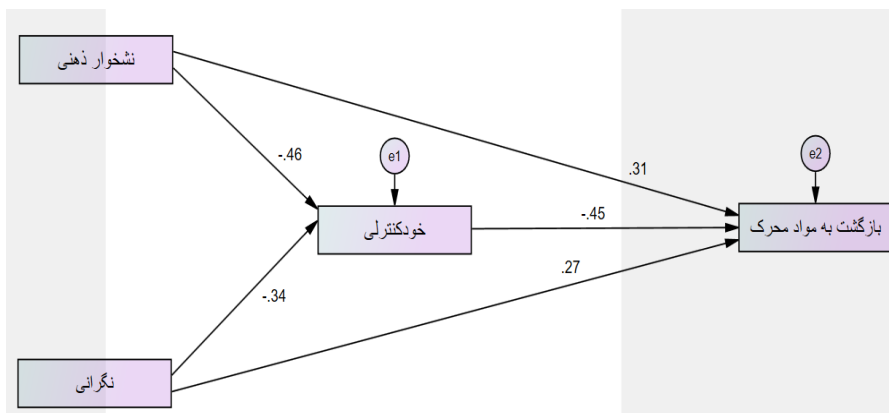 نشخوار ذهنی
-.46
e1
e2
.31
خودکنترلی
-.45
بازگشت به مواد محرک
-.34
.27
نگرانی